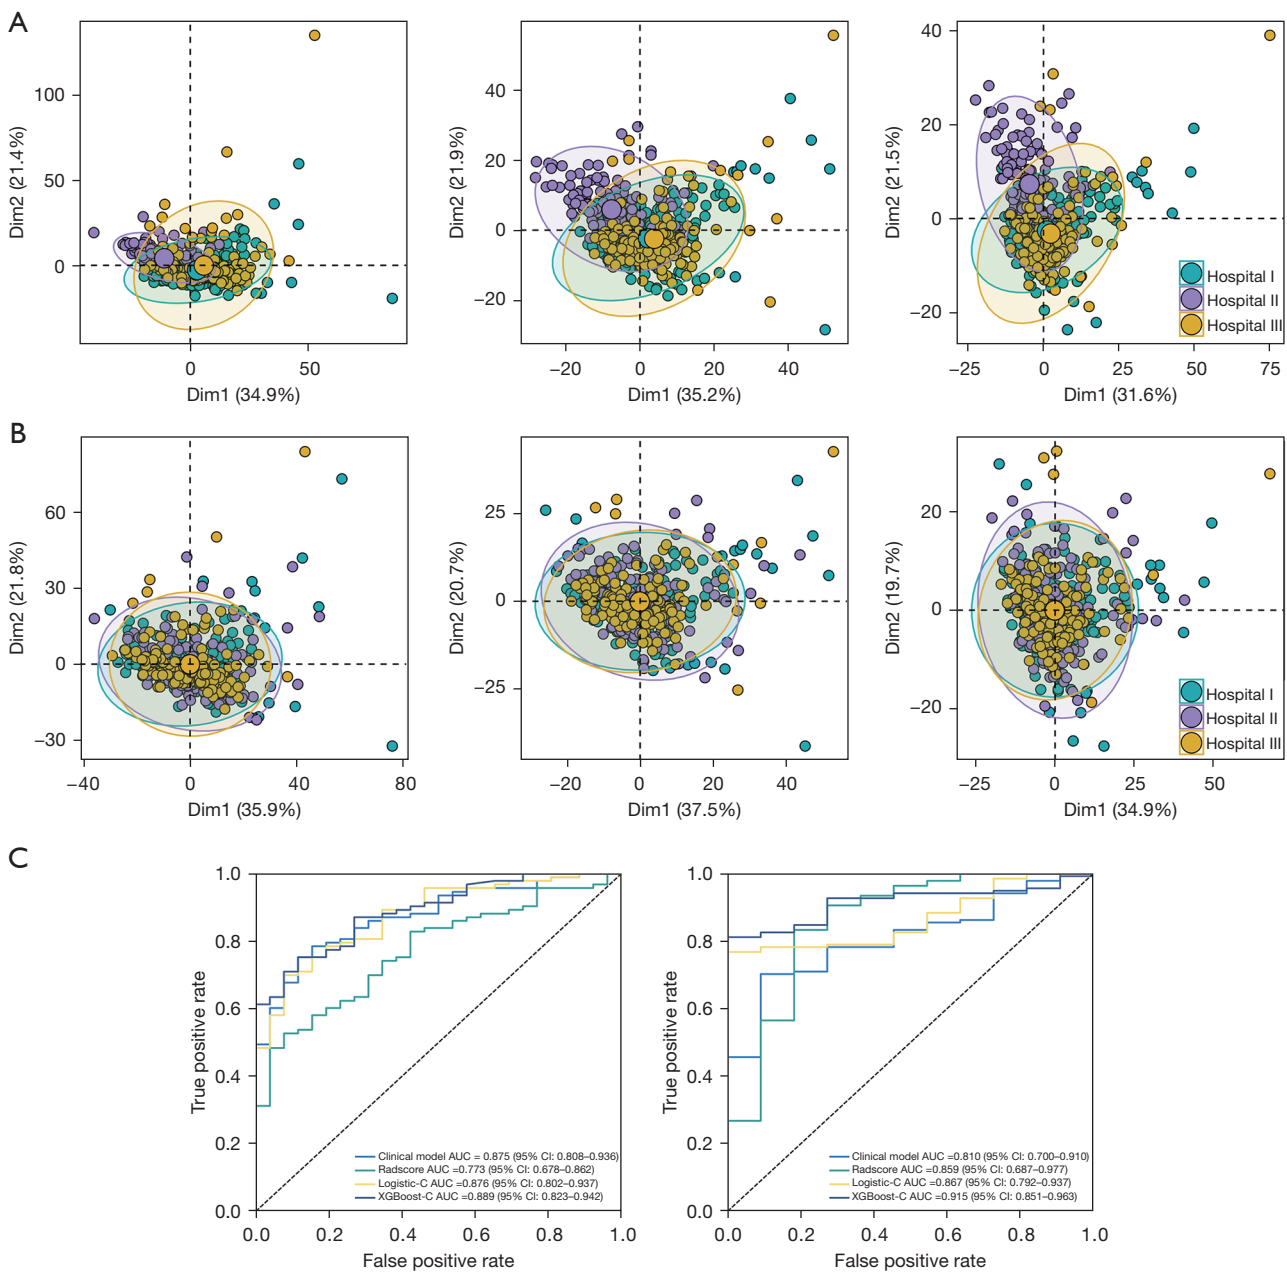 A
100
50
0
0
50
Dim2 (21.4%)
Dim1 (34.9%)
40
20
0
−20
−20
0
20
40
Dim2 (21.9%)
Dim1 (35.2%)
40
20
0
−20
−25
0
25
50
75
Dim2 (21.5%)
Dim1 (31.6%)
Hospital I
Hospital II
Hospital III
B
60
30
0
−30
−40
0
40
80
Dim2 (21.8%)
Dim1 (35.9%)
25
0
−25
−20
0
20
40
Dim2 (20.7%)
Dim1 (37.5%)
20
0
−20
−25
0
25
50
Dim2 (19.7%)
Dim1 (34.9%)
Hospital I
Hospital II
Hospital III
C
1.0
0.8
0.6
0.4
0.2
0.0
0.0
0.2
0.4
0.6
0.8
1.0
True positive rate
False positive rate
Clinical model AUC = 0.875 (95% CI: 0.808–0.936)
Radscore AUC =0.773 (95% CI: 0.678–0.862)
Logistic-C AUC =0.876 (95% CI: 0.802–0.937)
XGBoost-C AUC =0.889 (95% CI: 0.823–0.942)
1.0
0.8
0.6
0.4
0.2
0.0
0.0
0.2
0.4
0.6
0.8
1.0
True positive rate
False positive rate
Clinical model AUC =0.810 (95% CI: 0.700–0.910)
Radscore AUC =0.859 (95% CI: 0.687–0.977)
Logistic-C AUC =0.867 (95% CI: 0.792–0.937)
XGBoost-C AUC =0.915 (95% CI: 0.851–0.963)